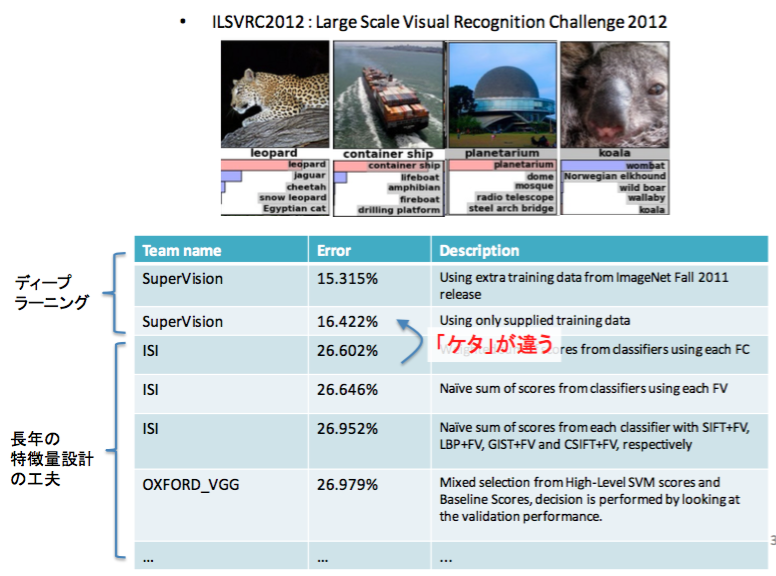 • ILSVRC2012 : Large Scale Visual Recognition Challenge 2012
leopard
container ship
planetarium
koala
leopard
jaguar
cheetah
snow leopard
Egyptian cat
container ship
lifeboat
amphibian
fireboat
drilling platform
planetarium
dome
mosque
radio telescope
steel arch bridge
wombat
Norwegian elkhound
wild boar
wallaby
koala
ディープ
ラーニング
Team name Error Description
SuperVision 15.315% Using extra training data from ImageNet Fall 2011
release
SuperVision 16.422% Using only supplied training data
「ケタ」が違う
ISI 26.602% scores from classifiers using each FC
ISI 26.646% Naïve sum of scores from classifiers using each FV
長年の
特徴量設計
の工夫
ISI 26.952% Naïve sum of scores from each classifier with SIFT+FV,
LBP+FV, GIST+FV and CSIFT+FV, respectively
OXFORD_VGG 26.979% Mixed selection from High-Level SVM scores and
Baseline Scores, decision is performed by looking at
the validation performance.
... ... ...
3